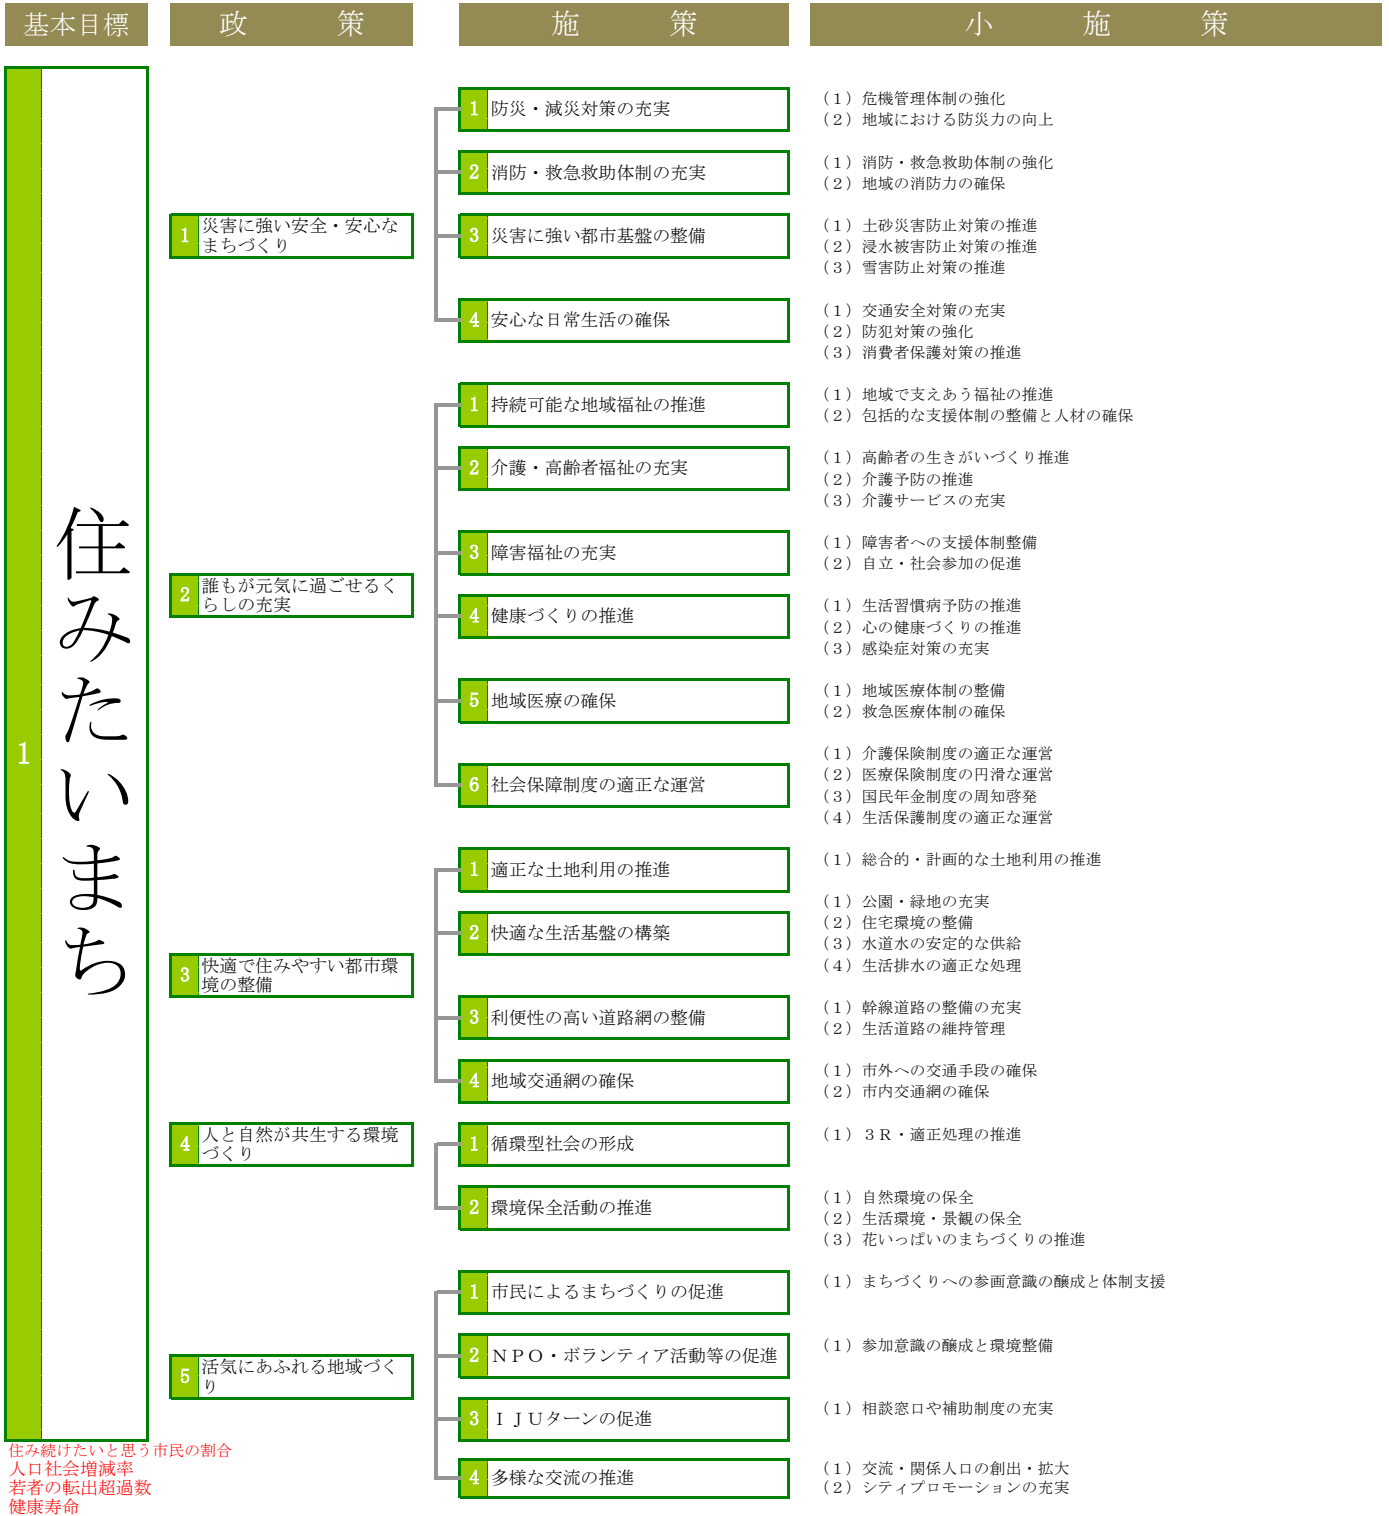 基本目標
政　　　策
施　　　策
小　　　施　　　策
1
住みたいまち
1
災害に強い安全・安心な
まちづくり
1
防災・減災対策の充実
（１）危機管理体制の強化
（２）地域における防災力の向上
2
消防・救急救助体制の充実
（１）消防・救急救助体制の強化
（２）地域の消防力の確保
3
災害に強い都市基盤の整備
（１）土砂災害防止対策の推進
（２）浸水被害防止対策の推進
（３）雪害防止対策の推進
4
安心な日常生活の確保
（１）交通安全対策の充実
（２）防犯対策の強化
（３）消費者保護対策の推進
2
誰もが元気に過ごせるく
らしの充実
1
持続可能な地域福祉の推進
（１）地域で支えあう福祉の推進
（２）包括的な支援体制の整備と人材の確保
2
介護・高齢者福祉の充実
（１）高齢者の生きがいづくり推進
（２）介護予防の推進
（３）介護サービスの充実
3
障害福祉の充実
（１）障害者への支援体制整備
（２）自立・社会参加の促進
4
健康づくりの推進
（１）生活習慣病予防の推進
（２）心の健康づくりの推進
（３）感染症対策の充実
5
地域医療の確保
（１）地域医療体制の整備
（２）救急医療体制の確保
6
社会保障制度の適正な運営
（１）介護保険制度の適正な運営
（２）医療保険制度の円滑な運営
（３）国民年金制度の周知啓発
（４）生活保護制度の適正な運営
3
快適で住みやすい都市環
境の整備
1
適正な土地利用の推進
（１）総合的・計画的な土地利用の推進
2
快適な生活基盤の構築
（１）公園・緑地の充実
（２）住宅環境の整備
（３）水道水の安定的な供給
（４）生活排水の適正な処理
3
利便性の高い道路網の整備
（１）幹線道路の整備の充実
（２）生活道路の維持管理
4
地域交通網の確保
（１）市外への交通手段の確保
（２）市内交通網の確保
4
人と自然が共生する環境
づくり
1
循環型社会の形成
（１）３Ｒ・適正処理の推進
2
環境保全活動の推進
（１）自然環境の保全
（２）生活環境・景観の保全
（３）花いっぱいのまちづくりの推進
5
活気にあふれる地域づく
り
1
市民によるまちづくりの促進
（１）まちづくりへの参画意識の醸成と体制支援
2
ＮＰＯ・ボランティア活動等の促進
（１）参加意識の醸成と環境整備
3
ＩＪＵターンの促進
（１）相談窓口や補助制度の充実
4
多様な交流の推進
（１）交流・関係人口の創出・拡大
（２）シティプロモーションの充実
住み続けたいと思う市民の割合
人口社会増減率
若者の転出超過数
健康寿命